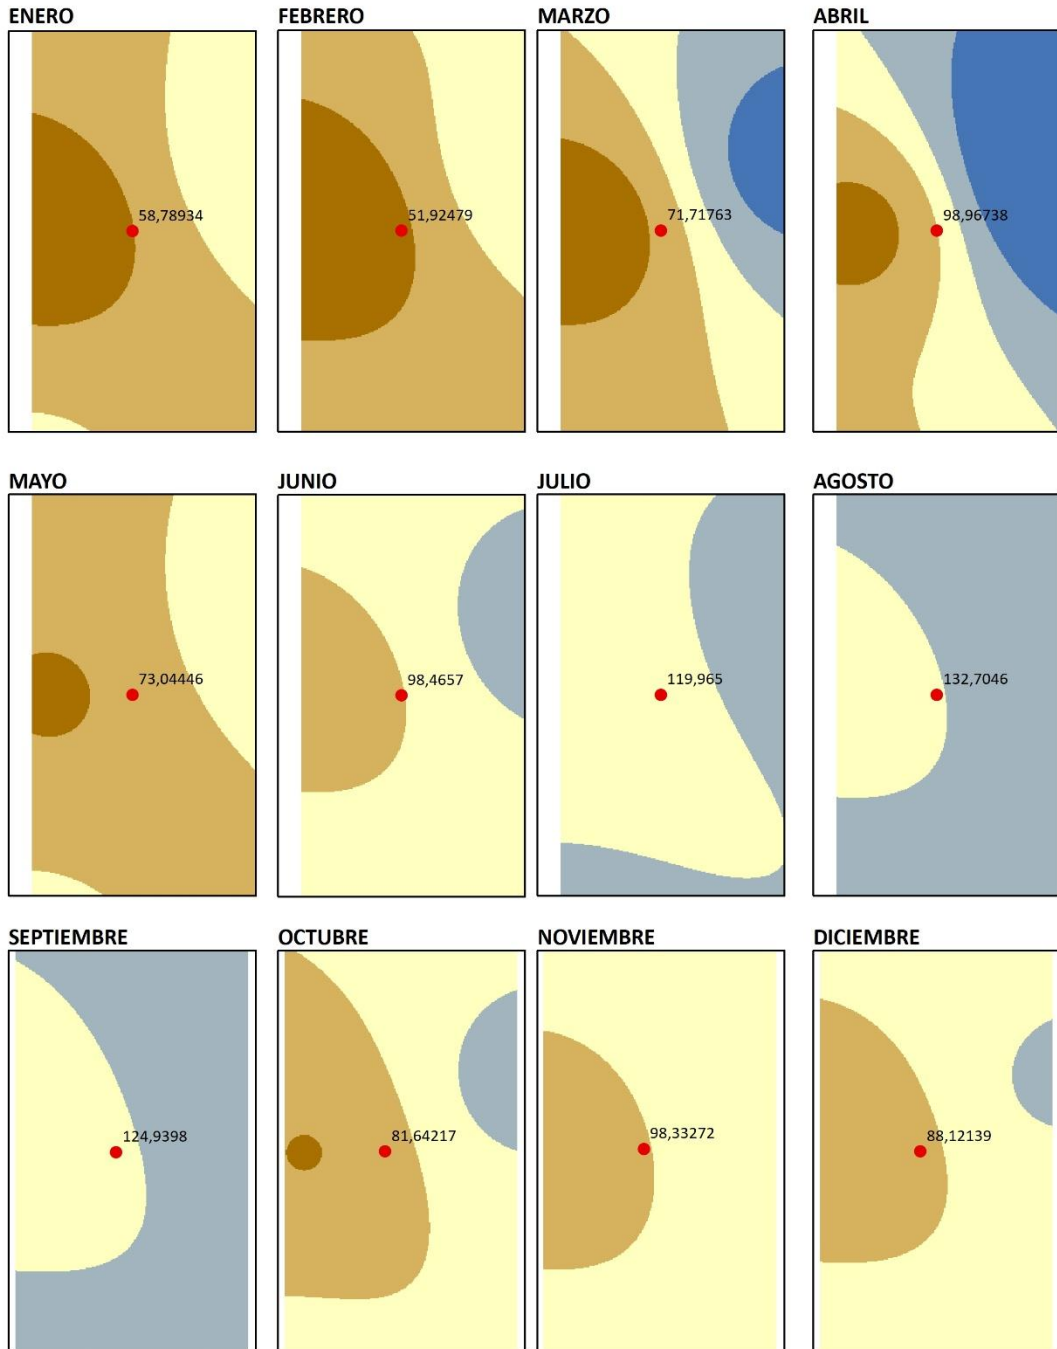 ENERO
FEBRERO
MARZO
ABRIL
58,78934
51,92479
71,71763
98,96738
MAYO
JUNIO
JULIO
AGOSTO
73,04446
98,4657
119,965
132,7046
SEPTIEMBRE
OCTUBRE
NOVIEMBRE
DICIEMBRE
124,9398
81,64217
98,33272
88,12139